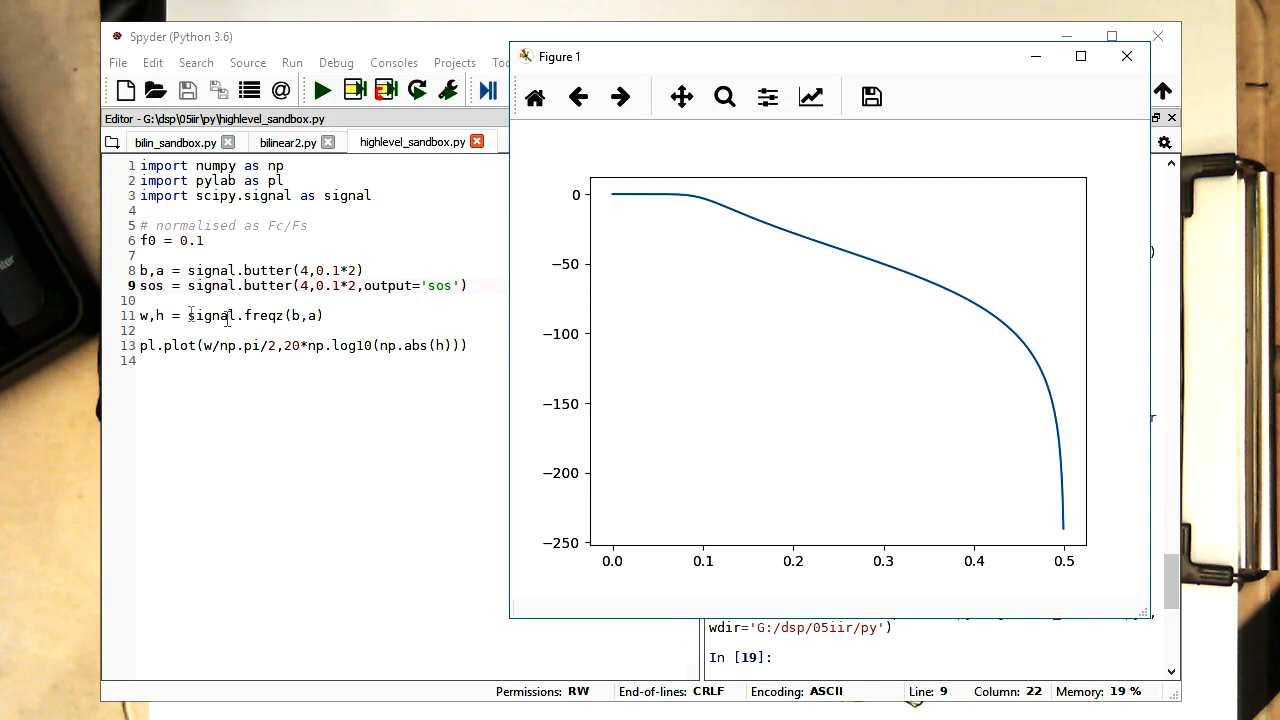 Spyder (Python 3.6)
File Edit Search Source Run Debug Consoles Projects
Editor - G:\dsp\05iir\py\highlevel_sandbox.py
bilin_sandbox.py bilinear2.py highlevel_sandbox.py
1 import numpy as np
2 import pylab as pl
3 import scipy.signal as signal
4
5 # normalised as Fc/Fs
6 f0 = 0.1
7
8 b,a = signal.butter(4,0.1*2)
9 sos = signal.butter(4,0.1*2,output='sos')
10
11 w,h = signal.freqz(b,a)
12
13 pl.plot(w/np.pi/2,20*np.log10(np.abs(h)))
14
Figure 1
0
−50
−100
−150
−200
−250
0.0 0.1 0.2 0.3 0.4 0.5
wdir='G:/dsp/05iir/py')
In [19]:
Permissions: RW End-of-lines: CRLF Encoding: ASCII Line: 9 Column: 22 Memory: 19 %